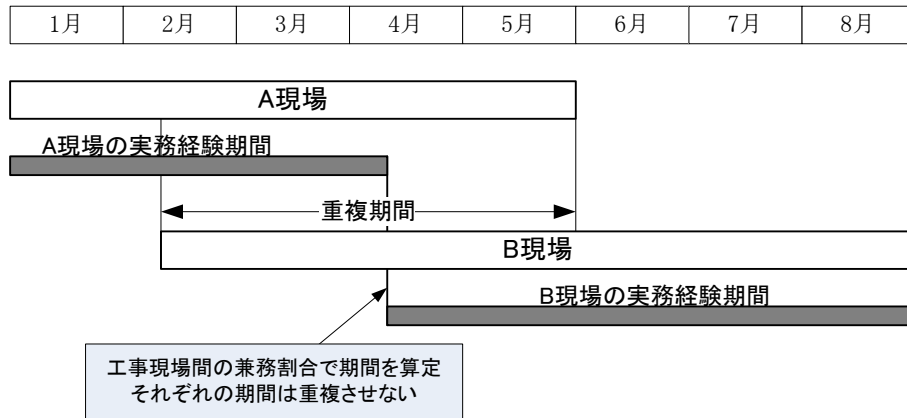 1月 2月 3月 4月 5月 6月 7月 8月
A現場
A現場の実務経験期間
重複期間
B現場
B現場の実務経験期間
工事現場間の兼務割合で期間を算定
それぞれの期間は重複させない